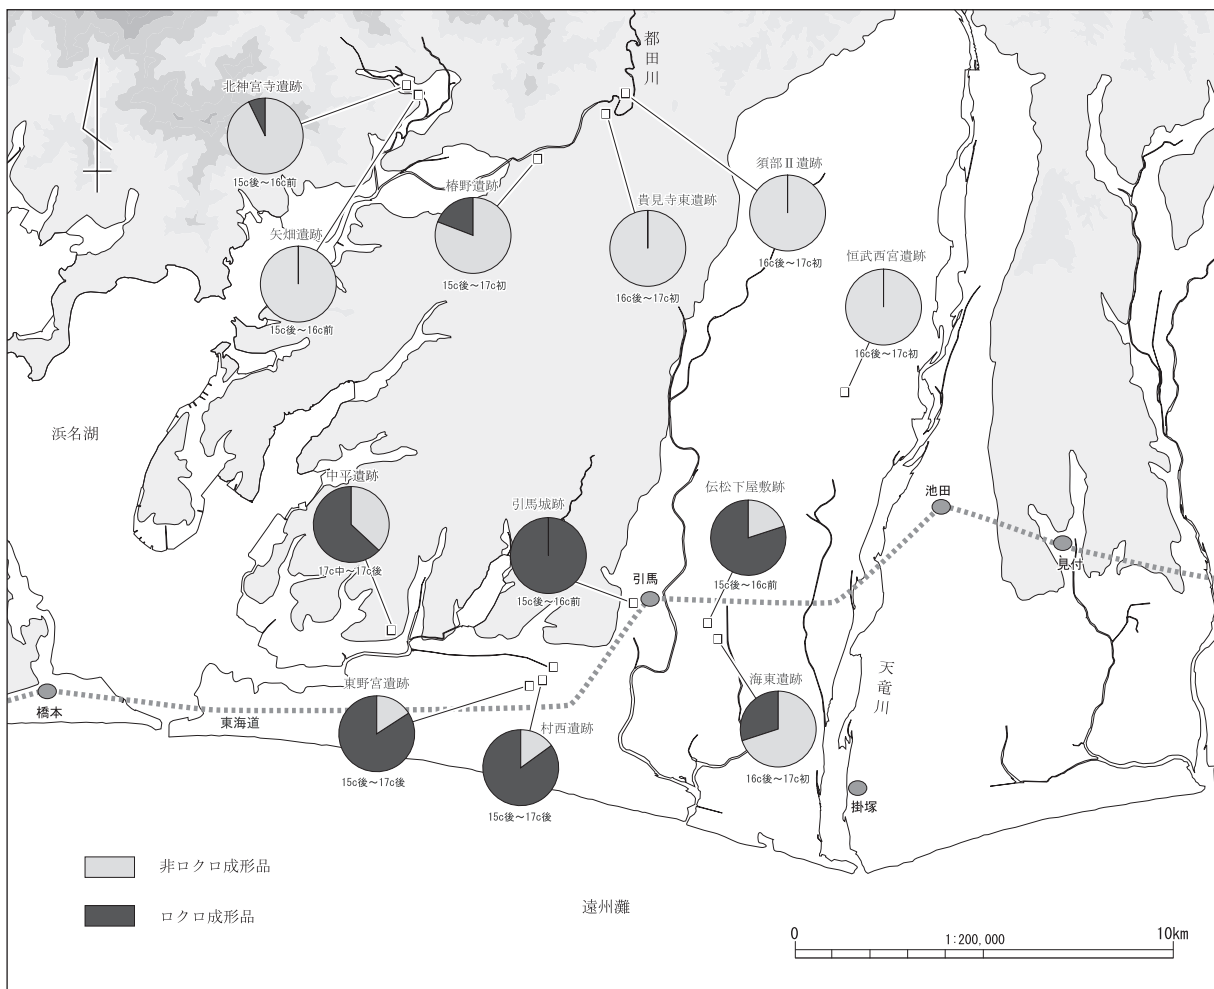 都田川
北神宮寺遺跡
15c後～16c前
須部Ⅱ遺跡
16c後～17c初
椿野遺跡
15c後～17c初
貴見寺東遺跡
16c後～17c初
矢畑遺跡
15c後～16c前
恒武西宮遺跡
16c後～17c初
浜名湖
中平遺跡
17c中～17c後
引馬城跡
15c後～16c前
伝松下屋敷跡
15c後～16c前
池田
見付
引馬
天竜川
東野宮遺跡
15c後～17c後
海東遺跡
16c後～17c初
橋本
東海道
村西遺跡
15c後～17c後
掛塚
非ロクロ成形品
ロクロ成形品
遠州灘
0
1:200,000
10km